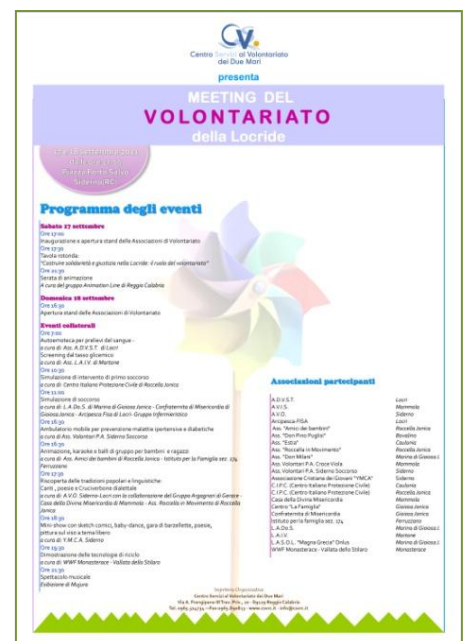 CV.
Centro Servizi al Volontariato
dei Due Mari
presenta
MEETING DEL
VOLONTARIATO
della Locride
Piazza Porto Salvo
Siderno (RC)
Programma degli eventi
Sabato 17 settembre
Ore 17:00
Inaugurazione e apertura stand delle Associazioni di Volontariato
Ore 17:30
Tavola rotonda:
"Costruire solidarietà e giustizia nella Locride: il ruolo del volontariato"
Ore 21:30
Serata di animazione
A cura del gruppo Animation Line di Reggio Calabria
Domenica 18 settembre
Ore 16:30
Apertura stand delle Associazioni di Volontariato
Eventi collaterali
Ore 7:00
Autoemoteca per prelievi del sangue -
a cura di: Ass. A.D.V.S.T. di Locri
Screening del tasso glicemico
a cura di: Ass. L.A.I.V. di Martone
Ore 10:30
Simulazione di intervento di primo soccorso
a cura di: Centro Italiano Protezione Civile di Roccella Jonica
Ore 11:00
Simulazione di soccorso
a cura di: L.A.Do.S. di Marina di Gioiosa Jonica - Confraternita di Misericordia di
Gioiosa Jonica - Avipesca Fisa di Locri- Gruppo Infermieristico
Ore 16:30
Ambulatorio mobile per prevenzione malattie ipertensive e diabetiche
a cura di Ass. Volontari P.A. Siderno Soccorso
Ore 16:30
Animazione, karaoke e balli di gruppo per bambini e ragazzi
a cura di: Ass. Amici dei bambini di Roccella Jonica - Istituto per la Famiglia sez. 174
Ferruzzano
Ore 17:30
Riscoperta delle tradizioni popolari e linguistiche:
Canti, poesie e Cruciverbone dialettale
a cura di: A.V.O. Siderno-Locri con la collaborazione del Gruppo Argagnari di Gerace -
Casa della Divina Misericordia di Mammola - Ass. Roccella in Movimento di Roccella
Jonica
Ore 18:30
Mini-show con sketch comici, baby-dance, gara di barzellette, poesie,
pittura sul viso a tema libero
a cura di: Y.M.C.A. Siderno
Ore 19:30
Dimostrazione delle tecnologie di riciclo
a cura di: WWF Monasterace - Vallata dello Stilaro
Ore 21:30
Spettacolo musicale
Esibizione di Mujura
Associazioni partecipanti
A.D.V.S.T. Locri
A.V.I.S. Mammola
A.V.O. Siderno
Aripesca-FISA Locri
Ass. "Amici dei bambini" Roccella Jonica
Ass. "Don Pino Puglisi" Bovalino
Ass. "Estia" Caulonia
Ass. "Roccella in Movimento" Roccella Jonica
Ass. "Don Milani" Marina di Gioiosa J.
Ass. Volontari P.A. Croce Viola Mammola
Ass. Volontari P.A. Siderno Soccorso Siderno
Associazione Cristiana dei Giovani "YMCA" Siderno
C.I.P.C. (Centro Italiano Protezione Civile) Caulonia
C.I.P.C. (Centro Italiano Protezione Civile) Roccella Jonica
Casa della Divina Misericordia Mammola
Centro "La Famiglia" Gioiosa Jonica
Confraternita di Misericordia Gioiosa Jonica
Istituto per la famiglia sez. 174 Ferruzzano
L.A.Do.S. Marina di Gioiosa J.
L.A.I.V. Martone
L.A.S.O.L. "Magna Grecia" Onlus Marina di Gioiosa J.
WWF Monasterace - Vallata dello Stilaro Monasterace
Segreteria Organizzativa
Centro Servizi al Volontariato dei Due Mari